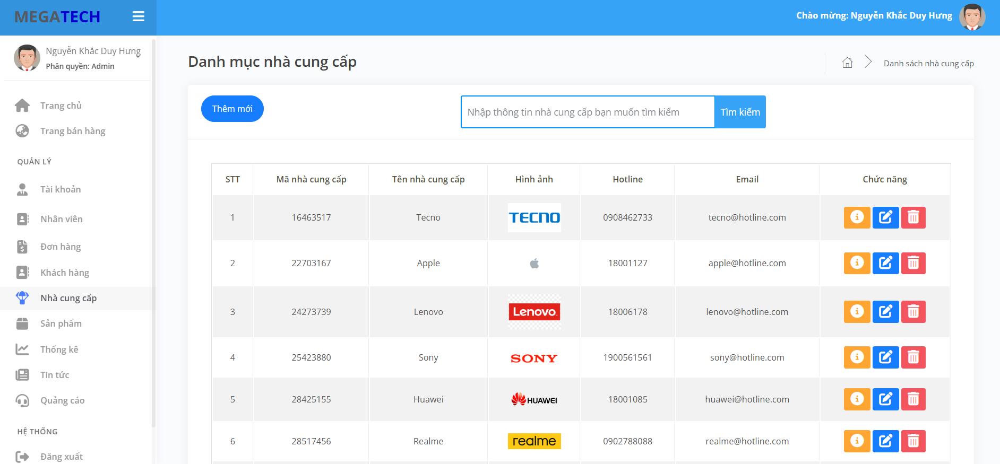 MEGATECH
Chào mừng: Nguyễn Khắc Duy Hưng
Nguyễn Khắc Duy Hưng
Phân quyền: Admin
Trang chủ
Trang bán hàng
QUẢN LÝ
Tài khoản
Nhân viên
Đơn hàng
Khách hàng
Nhà cung cấp
Sản phẩm
Thống kê
Tin tức
Quảng cáo
HỆ THỐNG
Đăng xuất
Danh mục nhà cung cấp
Danh sách nhà cung cấp
Thêm mới
Nhập thông tin nhà cung cấp bạn muốn tìm kiếm
Tìm kiếm
STT Mã nhà cung cấp Tên nhà cung cấp Hình ảnh Hotline Email Chức năng
1 16463517 Tecno TECNO 0908462733 tecno@hotline.com
2 22703167 Apple 18001127 apple@hotline.com
3 24273739 Lenovo Lenovo 18006178 lenovo@hotline.com
4 25423880 Sony SONY 1900561561 sony@hotline.com
5 28425155 Huawei HUAWEI 18001085 huawei@hotline.com
6 28517456 Realme realme 0902788088 realme@hotline.com